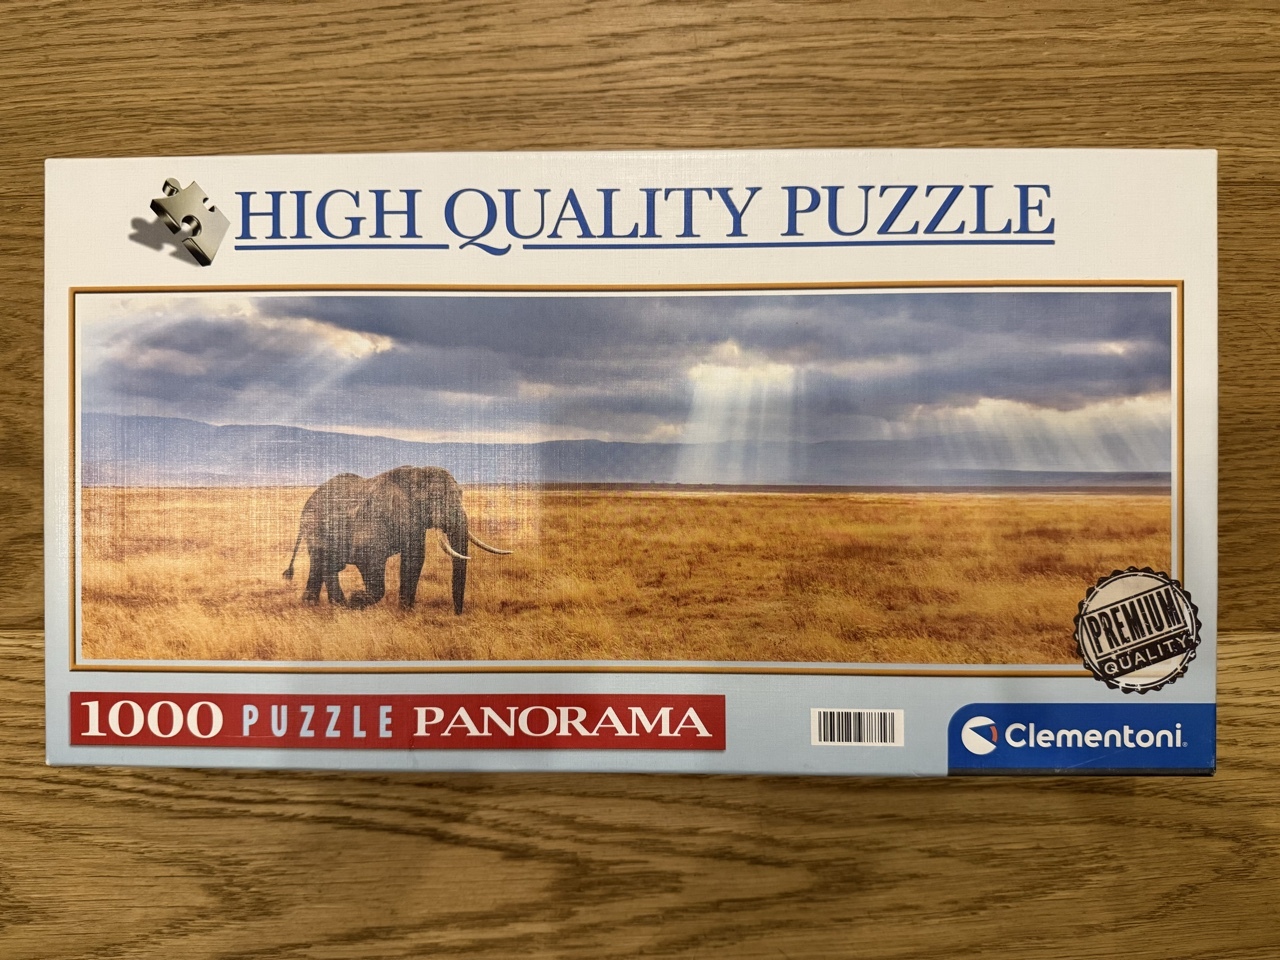 HIGH QUALITY PUZZLE
PREMIUM
QUALITY
1000 PUZZLE PANORAMA
Clementoni®